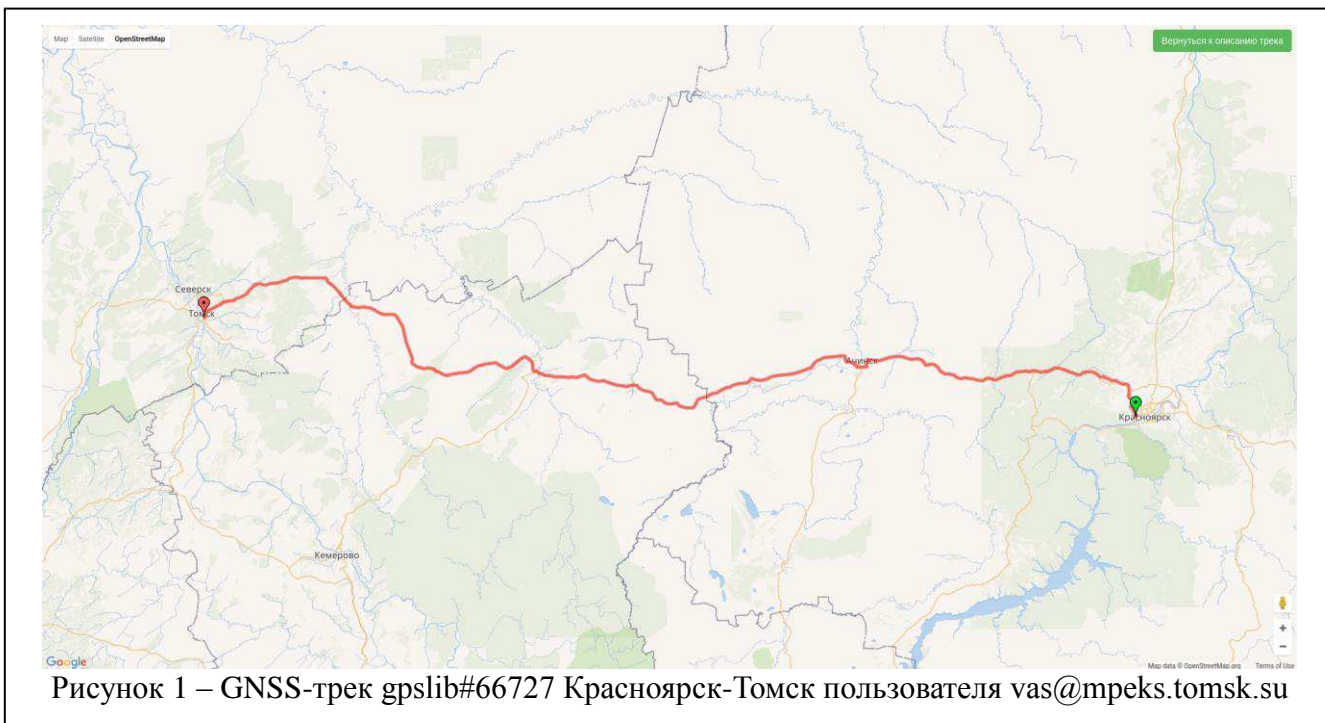 Map Satellite OpenStreetMap
Вернуться к описанию трека
Северск
Томск
Ачинск
Красноярск
Кемерово
Google
Map data © OpenStreetMap.org Terms of Use
Рисунок 1 – GNSS-трек gpslib#66727 Красноярск-Томск пользователя vas@mpeks.tomsk.su